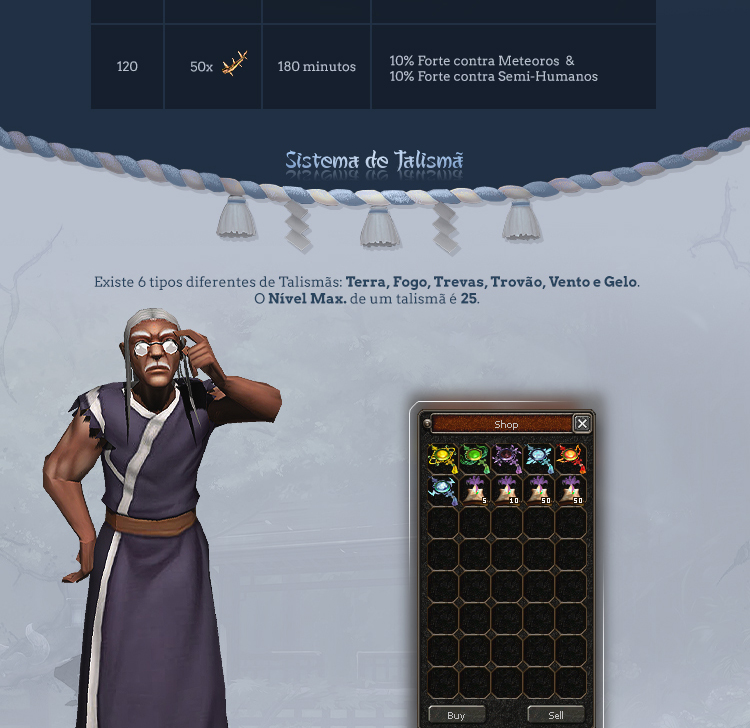 120 50x 180 minutos 10% Forte contra Meteoros &
10% Forte contra Semi-Humanos
Sistema de Talismã
Existe 6 tipos diferentes de Talismãs: Terra, Fogo, Trevas, Trovão, Vento e Gelo.
O Nível Max. de um talismã é 25.
Shop
5 10 50 50
Buy Sell